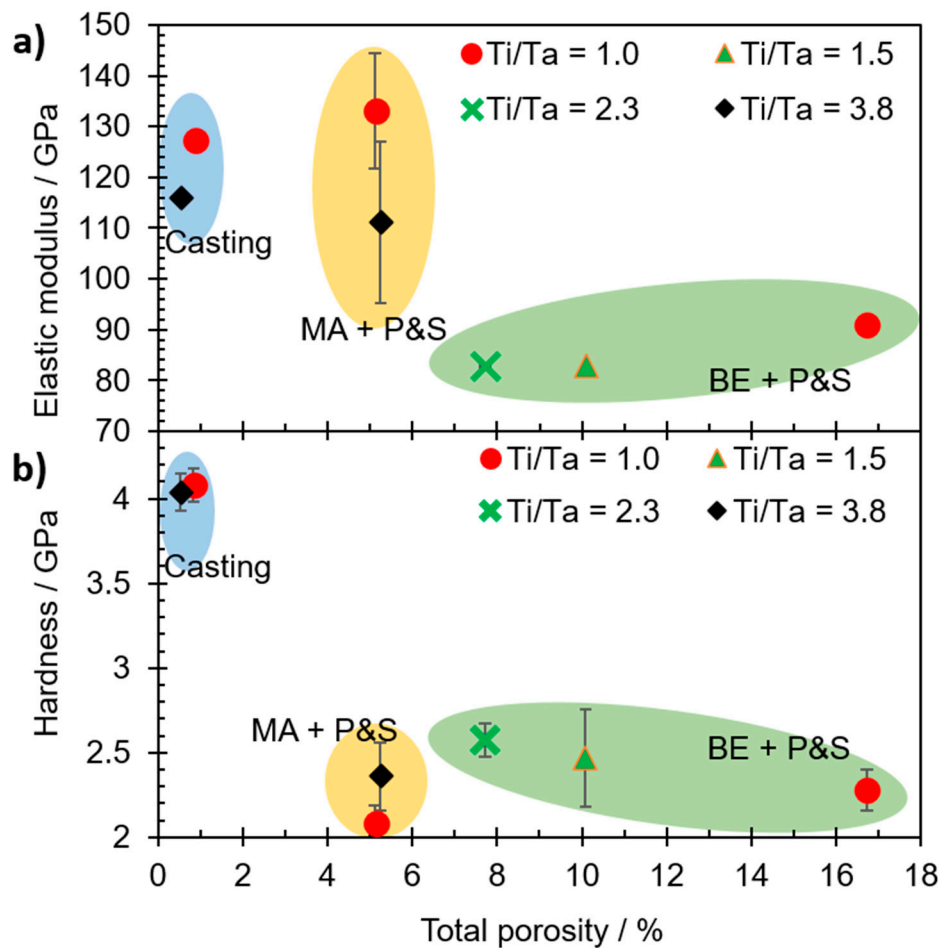 a)
150
140
130
120
110
100
90
80
70
Elastic modulus / GPa
Ti/Ta = 1.0
Ti/Ta = 1.5
Ti/Ta = 2.3
Ti/Ta = 3.8
Casting
MA + P&S
BE + P&S
b)
4
3.5
3
2.5
2
Hardness / GPa
Ti/Ta = 1.0
Ti/Ta = 1.5
Ti/Ta = 2.3
Ti/Ta = 3.8
Casting
MA + P&S
BE + P&S
0 2 4 6 8 10 12 14 16 18
Total porosity / %